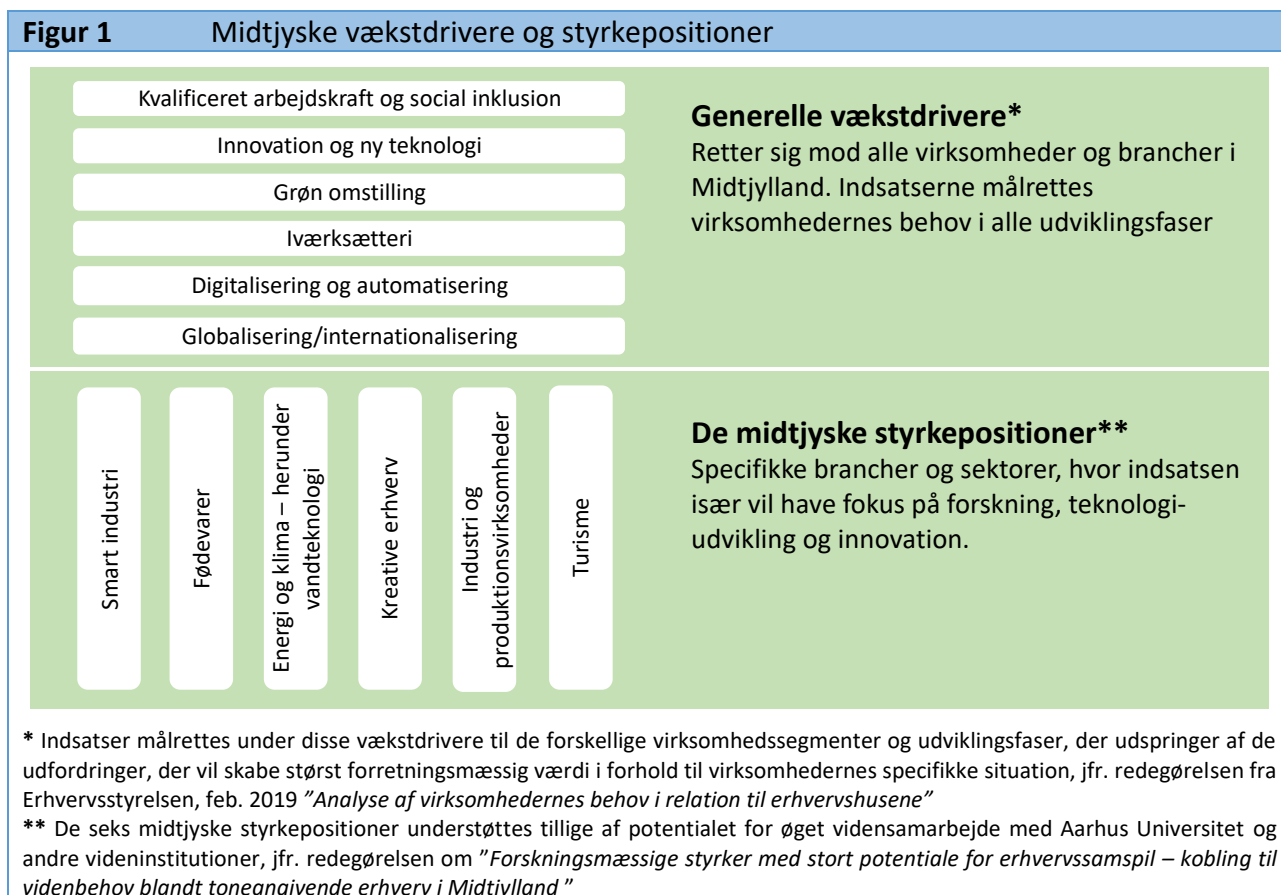 Figur 1 Midtjyske vækstdrivere og styrkepositioner
Kvalificeret arbejdskraft og social inklusion
Innovation og ny teknologi
Grøn omstilling
Iværksætteri
Digitalisering og automatisering
Globalisering/internationalisering
Generelle vækstdrivere*
Retter sig mod alle virksomheder og brancher i
Midtjylland. Indsatserne målrettes
virksomhedernes behov i alle udviklingsfaser
Smart industri
Fødevarer
Energi og klima – herunder
vandteknologi
Kreative erhverv
Industri og
produktionsvirksomheder
Turisme
De midtjyske styrkepositioner**
Specifikke brancher og sektorer, hvor indsatsen
især vil have fokus på forskning, teknologi-
udvikling og innovation.
* Indsatser målrettes under disse vækstdrivere til de forskellige virksomhedssegmenter og udviklingsfaser, der udspringer af de
udfordringer, der vil skabe størst forretningsmæssig værdi i forhold til virksomhedernes specifikke situation, jfr. redegørelsen fra
Erhvervsstyrelsen, feb. 2019 "Analyse af virksomhedernes behov i relation til erhvervshusene"
** De seks midtjyske styrkepositioner understøttes tillige af potentialet for øget vidensamarbejde med Aarhus Universitet og
andre videninstitutioner, jfr. redegørelsen om "Forskningsmæssige styrker med stort potentiale for erhvervssamspil – kobling til
videnbehov blandt toneangivende erhverv i Midtjylland"